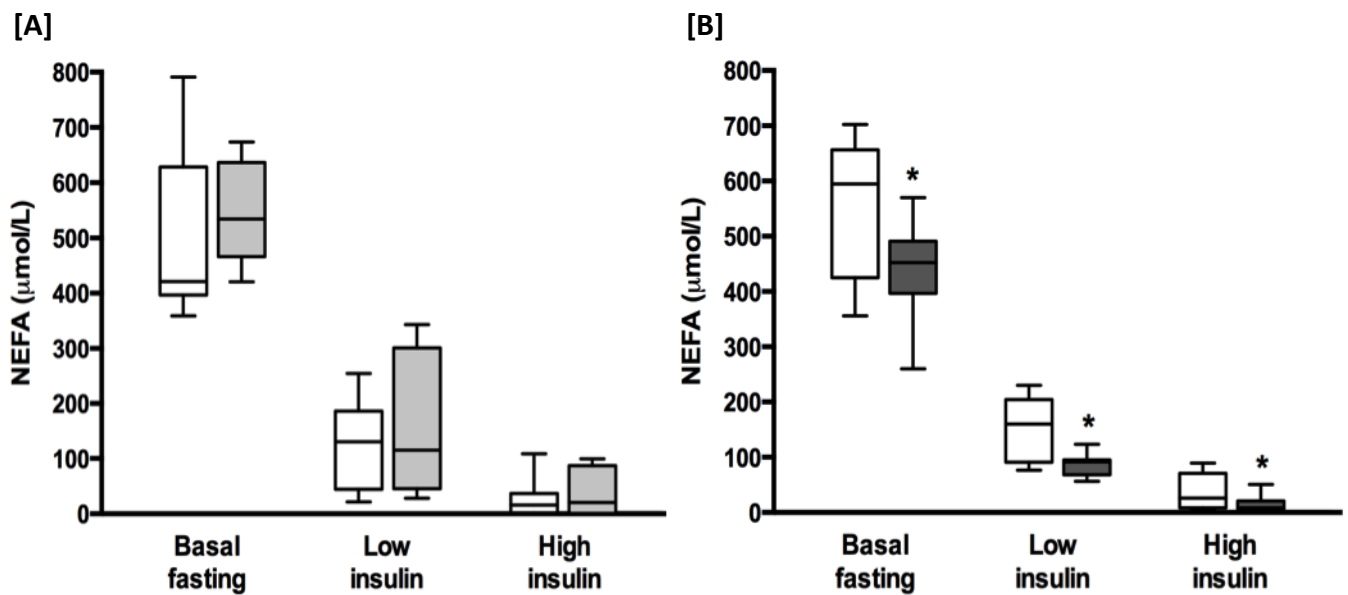 [A]
[B]
NEFA (μmol/L)
800
700
600
500
400
300
200
100
0
Basal
fasting
Low
insulin
High
insulin
NEFA (μmol/L)
800
700
600
500
400
300
200
100
0
*
*
*
Basal
fasting
Low
insulin
High
insulin